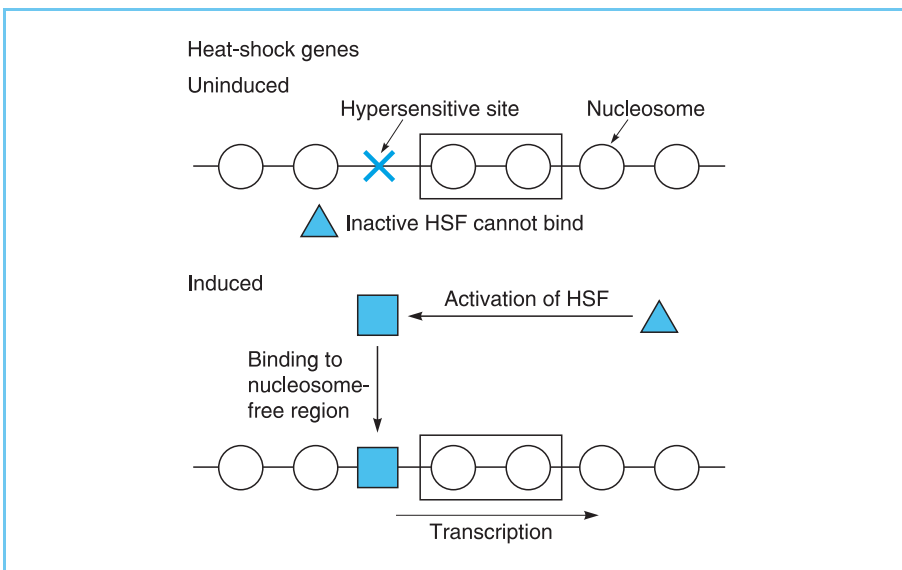 Heat-shock genes
Uninduced
Hypersensitive site
Nucleosome
Inactive HSF cannot bind
Induced
Activation of HSF
Binding to
nucleosome-
free region
Transcription